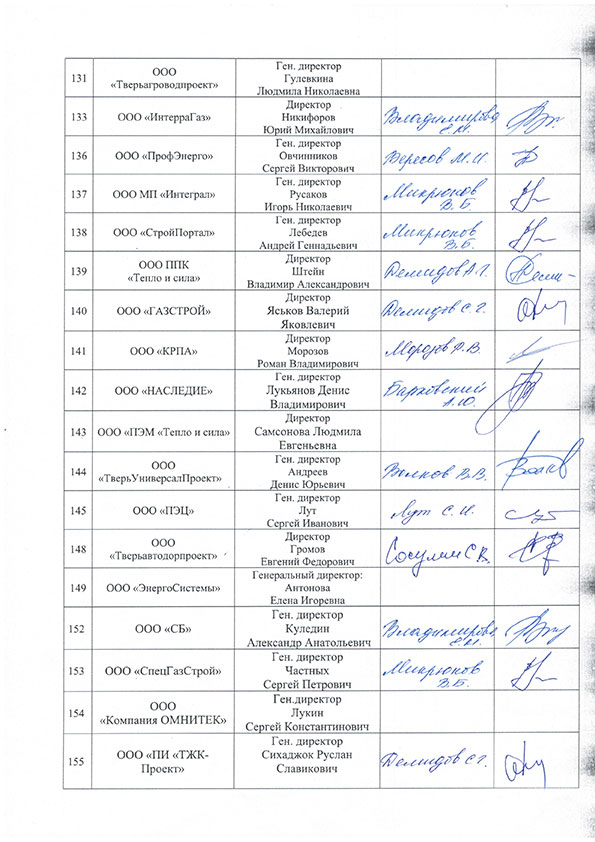 131
ООО
«Тверьагроводпроект»
Ген. директор
Гулевкина
Людмила Николаевна
133
ООО «ИнтерраГаз»
Директор
Никифоров
Юрий Михайлович
Владимирова
Е.Н.
136
ООО «ПрофЭнерго»
Ген. директор
Овчинников
Сергей Викторович
Вересов М.И.
137
ООО МП «Интеграл»
Ген. директор
Русаков
Игорь Николаевич
Микрюков
В.Б.
138
ООО «СтройПортал»
Ген. директор
Лебедев
Андрей Геннадьевич
Микрюков
В.Б.
139
ООО ППК
«Тепло и сила»
Директор
Штейн
Владимир Александрович
Демидов А.Г.
140
ООО «ГАЗСТРОЙ»
Директор
Яськов Валерий
Яковлевич
Демидов С.Г.
141
ООО «КРПА»
Директор
Морозов
Роман Владимирович
Морозов Р.В.
142
ООО «НАСЛЕДИЕ»
Ген. директор
Лукьянов Денис
Владимирович
А.Ю.
143
ООО «ПЭМ «Тепло и сила»
Директор
Самсонова Людмила
Евгеньевна
144
ООО
«ТверьУниверсалПроект»
Ген. директор
Андреев
Денис Юрьевич
Волков В.В.
145
ООО «ПЭЦ»
Ген. директор
Лут
Сергей Иванович
Лут С.И.
148
ООО
«Тверьавтодорпроект»
Директор
Громов
Евгений Федорович
149
ООО «ЭнергоСистемы»
Генеральный директор:
Антонова
Елена Игоревна
152
ООО «СБ»
Ген. директор
Куледин
Александр Анатольевич
Владимирова
Е.Н.
153
ООО «СпецГазСтрой»
Ген. директор
Частных
Сергей Петрович
Микрюков
В.Б.
154
ООО
«Компания ОМНИТЕК»
Ген.директор
Лукин
Сергей Константинович
155
ООО «ПИ «ТЖК-
Проект»
Ген. директор
Сихаджок Руслан
Славикович
Демидов С.Г.